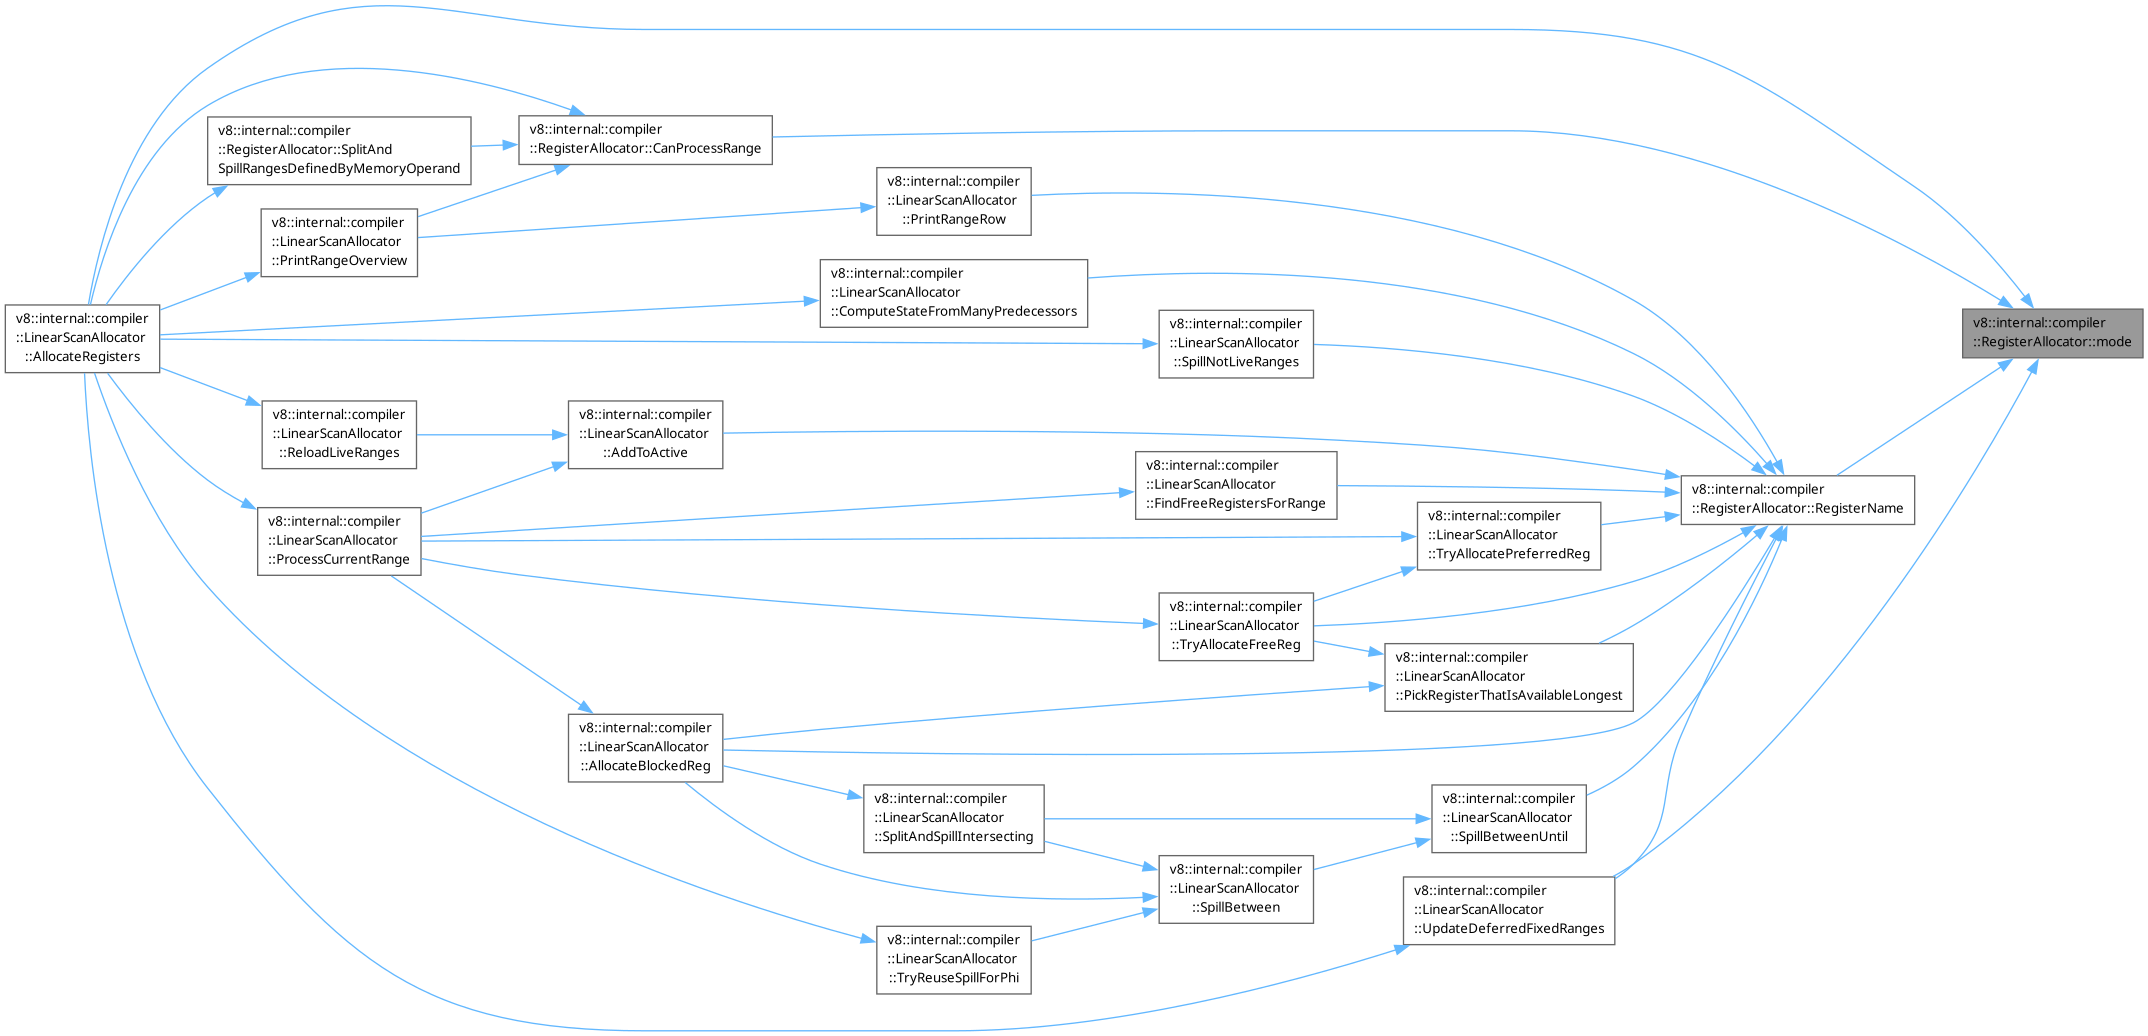 v8::internal::compiler
::RegisterAllocator::SplitAnd
SpillRangesDefinedByMemoryOperand
v8::internal::compiler
::RegisterAllocator::CanProcessRange
v8::internal::compiler
::LinearScanAllocator
::PrintRangeRow
v8::internal::compiler
::LinearScanAllocator
::PrintRangeOverview
v8::internal::compiler
::LinearScanAllocator
::ComputeStateFromManyPredecessors
v8::internal::compiler
::LinearScanAllocator
::AllocateRegisters
v8::internal::compiler
::LinearScanAllocator
::SpillNotLiveRanges
v8::internal::compiler
::RegisterAllocator::mode
v8::internal::compiler
::LinearScanAllocator
::ReloadLiveRanges
v8::internal::compiler
::LinearScanAllocator
::AddToActive
v8::internal::compiler
::LinearScanAllocator
::FindFreeRegistersForRange
v8::internal::compiler
::RegisterAllocator::RegisterName
v8::internal::compiler
::LinearScanAllocator
::ProcessCurrentRange
v8::internal::compiler
::LinearScanAllocator
::TryAllocatePreferredReg
v8::internal::compiler
::LinearScanAllocator
::TryAllocateFreeReg
v8::internal::compiler
::LinearScanAllocator
::PickRegisterThatIsAvailableLongest
v8::internal::compiler
::LinearScanAllocator
::AllocateBlockedReg
v8::internal::compiler
::LinearScanAllocator
::SplitAndSpillIntersecting
v8::internal::compiler
::LinearScanAllocator
::SpillBetweenUntil
v8::internal::compiler
::LinearScanAllocator
::SpillBetween
v8::internal::compiler
::LinearScanAllocator
::UpdateDeferredFixedRanges
v8::internal::compiler
::LinearScanAllocator
::TryReuseSpillForPhi